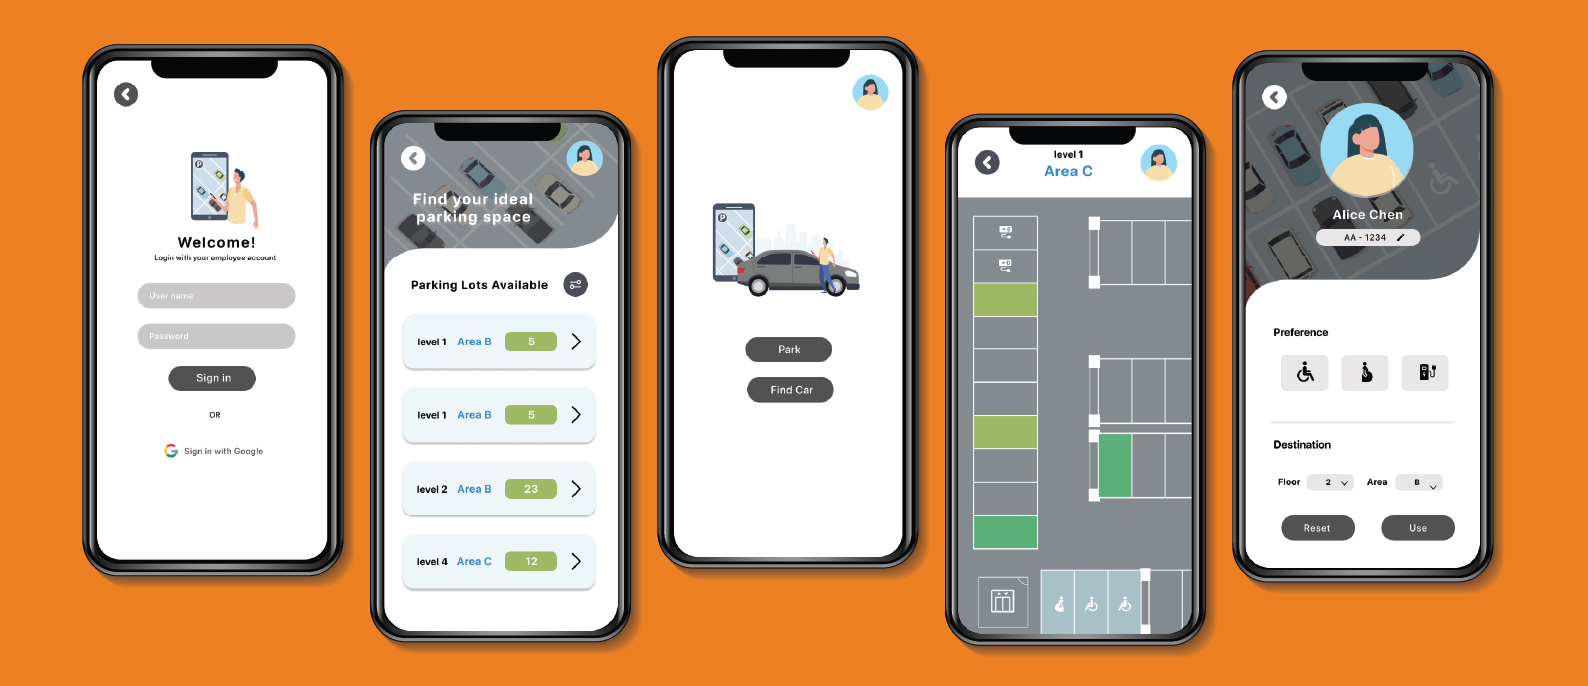 Welcome!
Login with your employee account
User name
Password
Sign in
OR
Sign in with Google
P
Find your ideal
parking space
Parking Lots Available
level 1 Area B 5
level 1 Area B 5
level 2 Area B 23
level 4 Area C 12
P
Park
Find Car
level 1
Area C
Alice Chen
AA - 1234
Preference
Destination
Floor 2 Area B
Reset Use